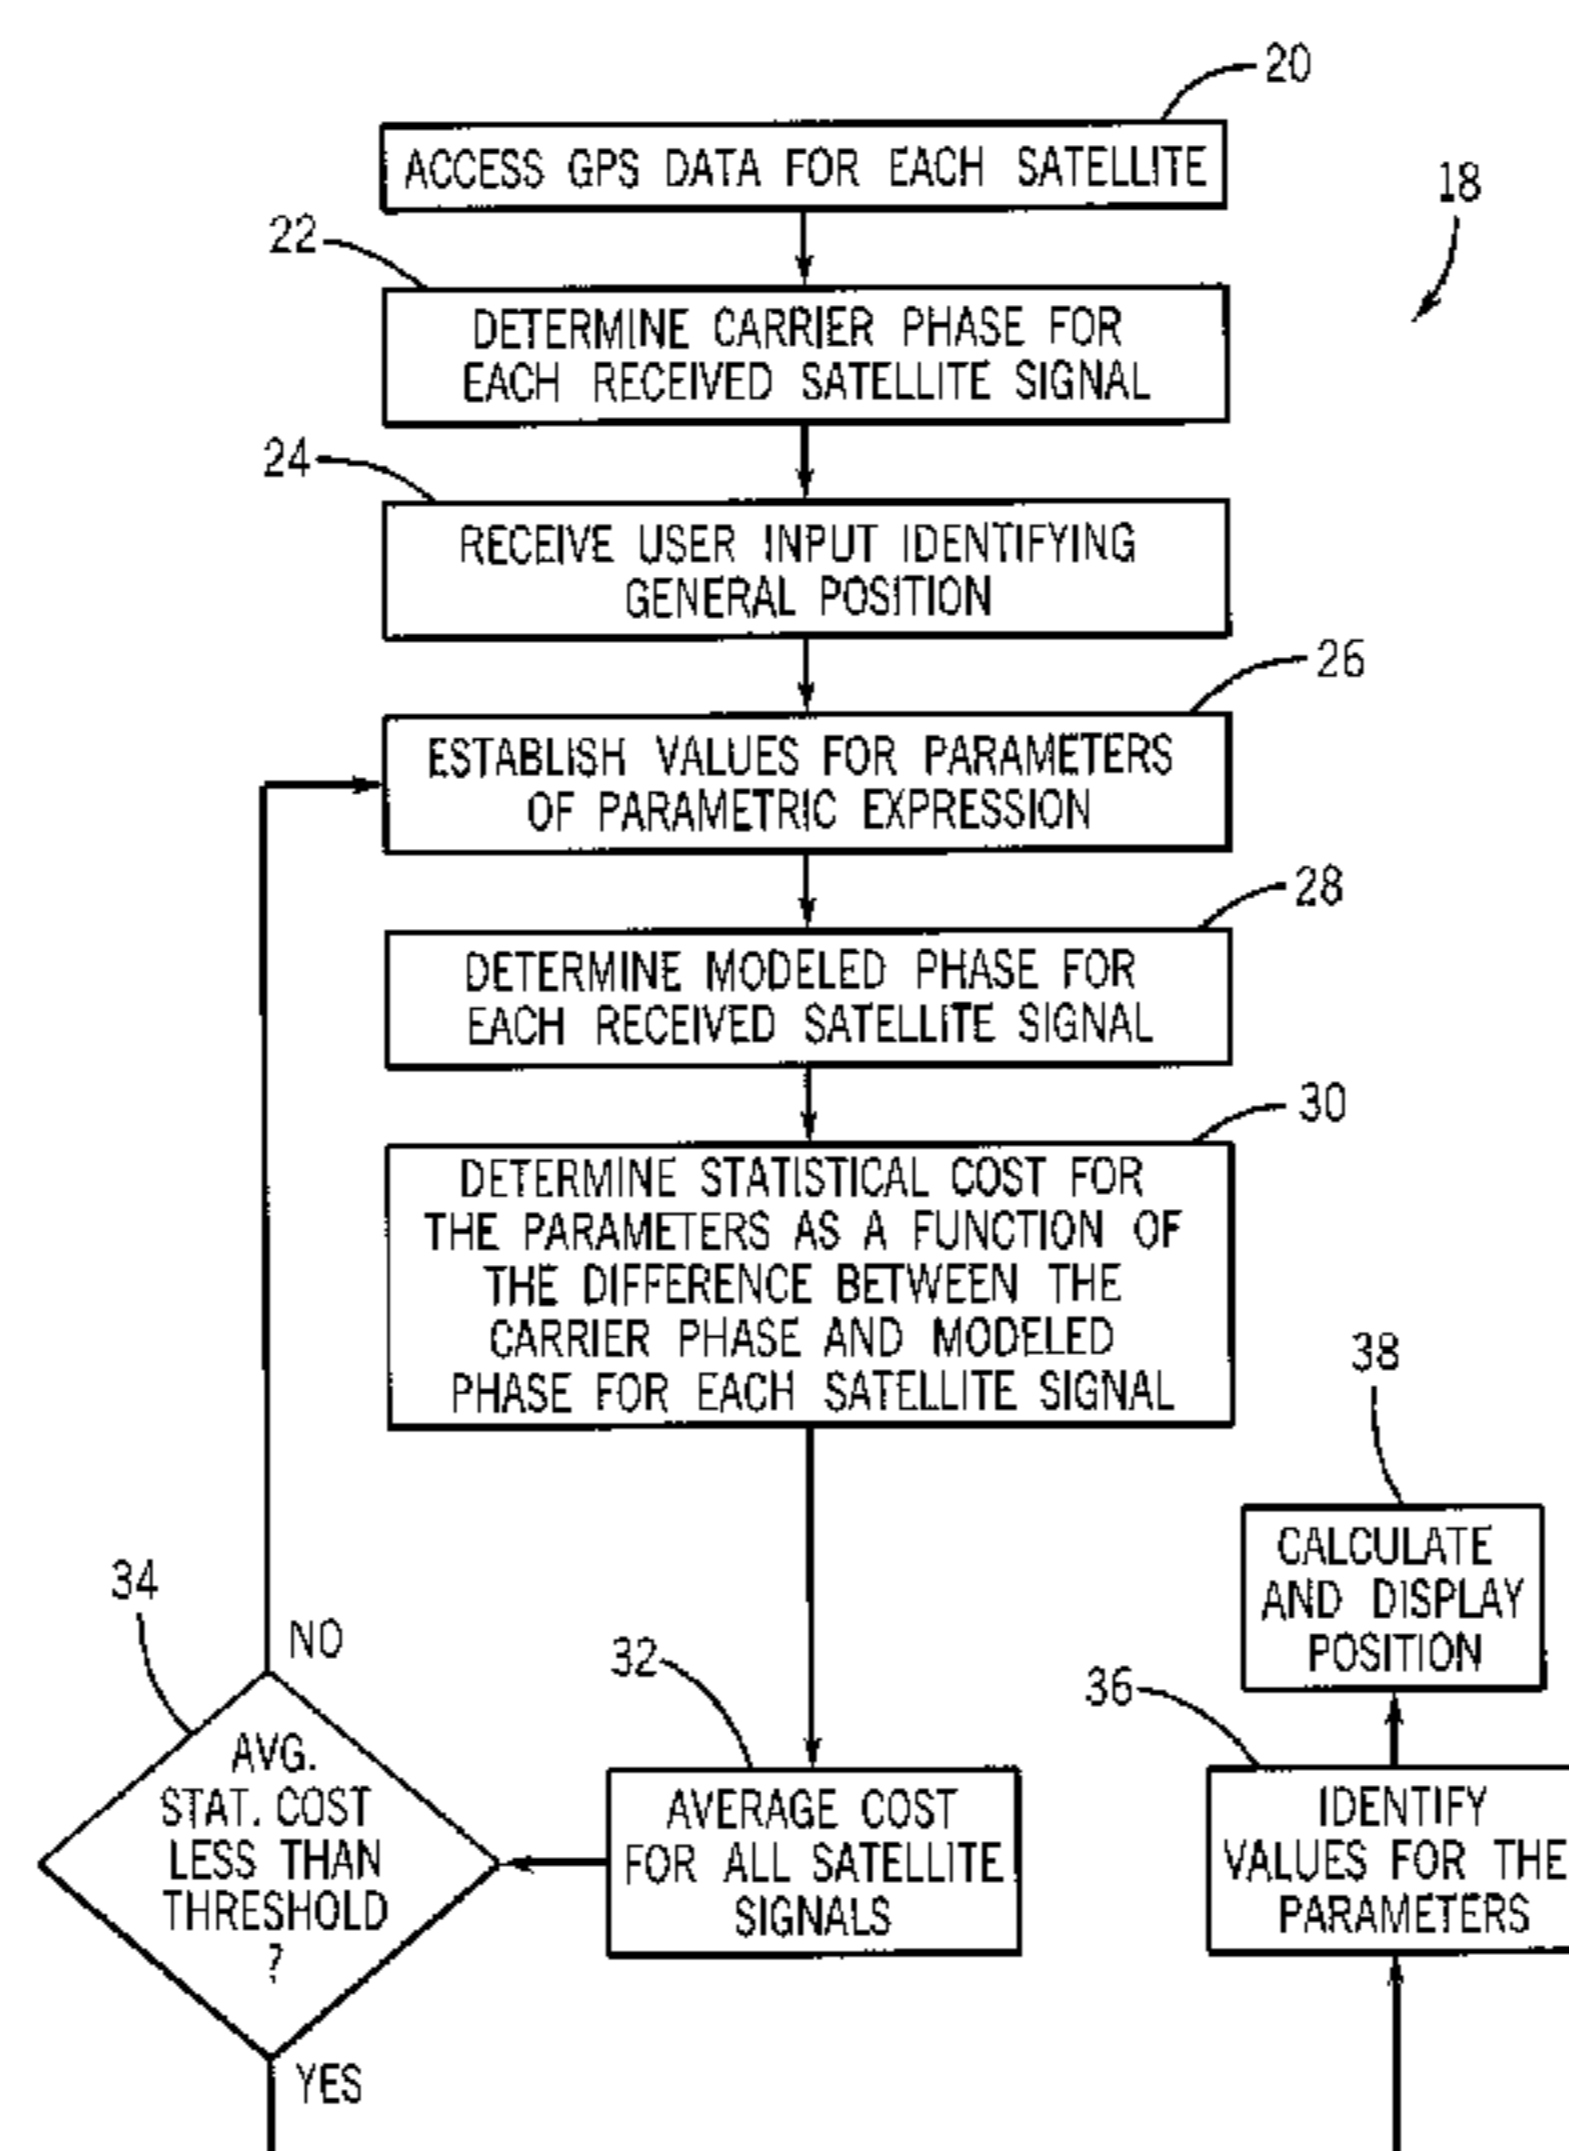 20
ACCESS GPS DATA FOR EACH SATELLITE
18
22
DETERMINE CARRIER PHASE FOR
EACH RECEIVED SATELLITE SIGNAL
24
RECEIVE USER INPUT IDENTIFYING
GENERAL POSITION
26
ESTABLISH VALUES FOR PARAMETERS
OF PARAMETRIC EXPRESSION
28
DETERMINE MODELED PHASE FOR
EACH RECEIVED SATELLITE SIGNAL
30
DETERMINE STATISTICAL COST FOR
THE PARAMETERS AS A FUNCTION OF
THE DIFFERENCE BETWEEN THE
CARRIER PHASE AND MODELED
PHASE FOR EACH SATELLITE SIGNAL
38
CALCULATE
AND DISPLAY
POSITION
34
NO
AVG.
STAT. COST
LESS THAN
THRESHOLD
?
YES
32
AVERAGE COST
FOR ALL SATELLITE
SIGNALS
36
IDENTIFY
VALUES FOR THE
PARAMETERS